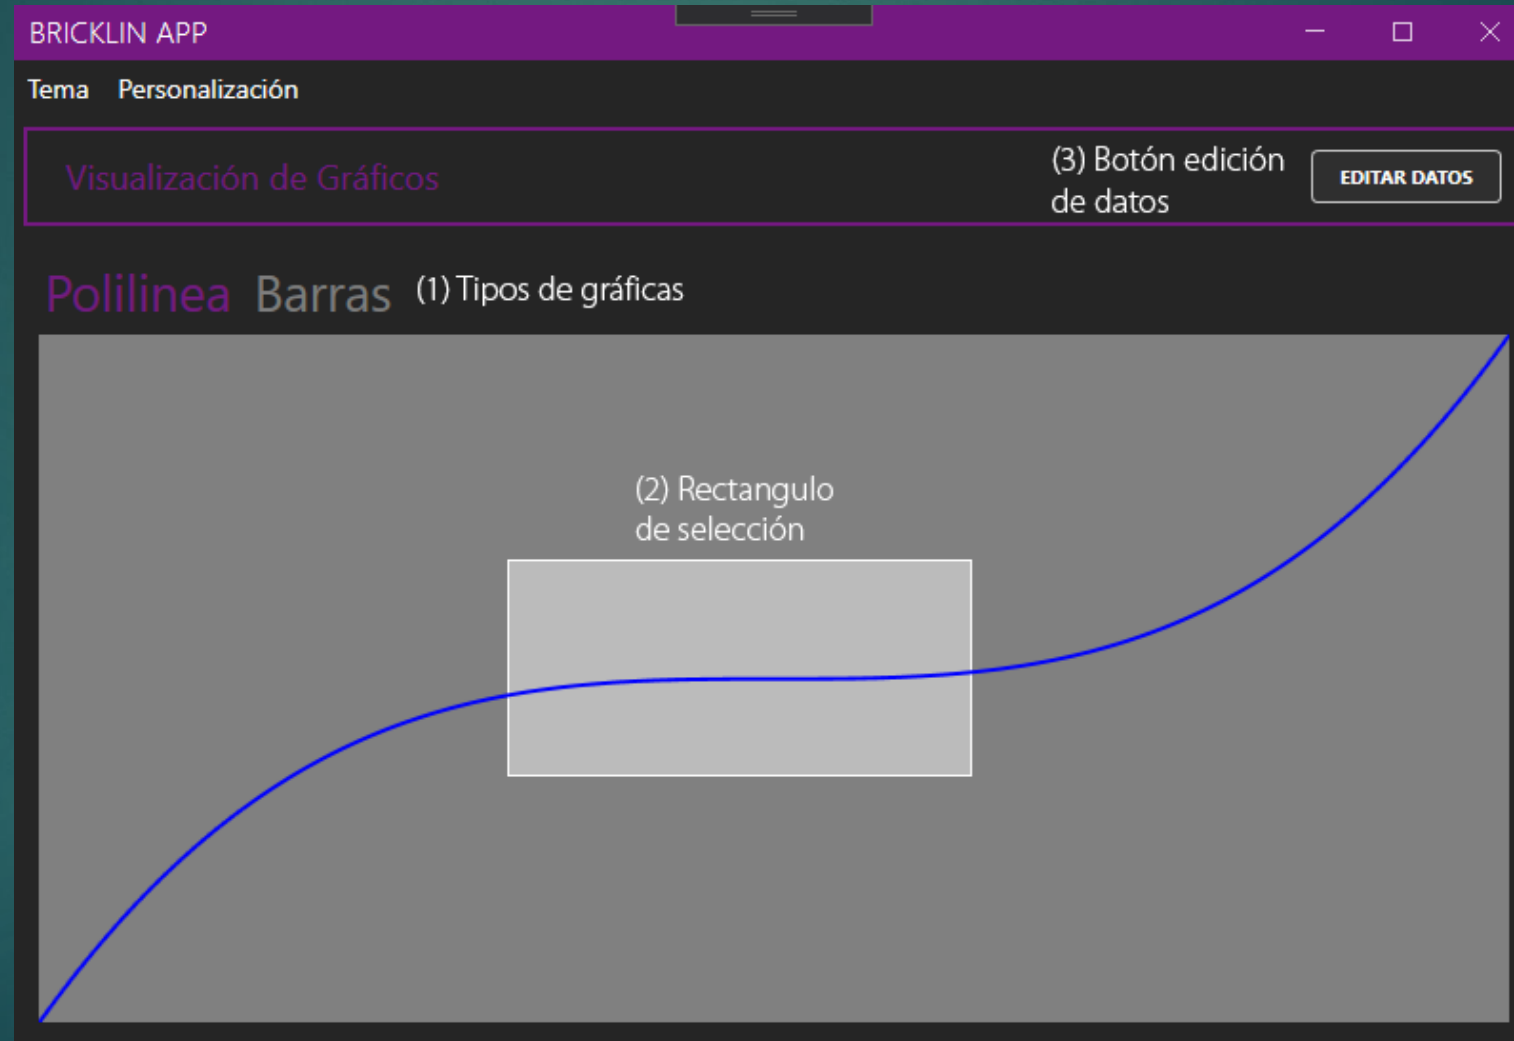 BRICKLIN APP
Tema Personalización
Visualización de Gráficos
(3) Botón edición
de datos
EDITAR DATOS
Polilinea Barras (1) Tipos de gráficas
(2) Rectangulo
de selección